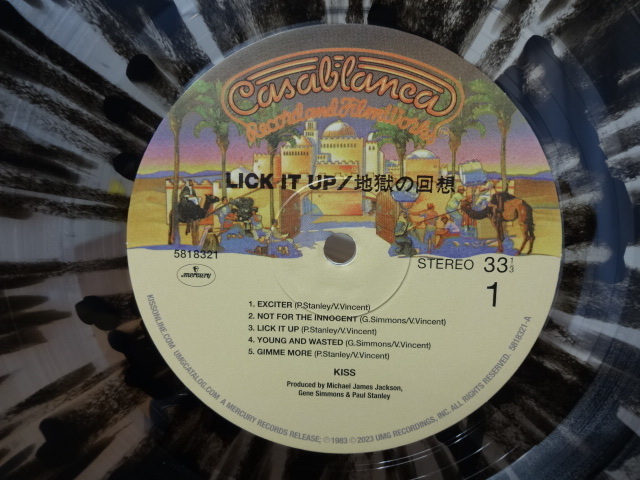 Casablanca
Record and FilmWorks
LICK IT UP/地獄の回想
5818321
mercury
STEREO 33 1/3
1
1. EXCITER (P.Stanley/V.Vincent)
2. NOT FOR THE INNOCENT (G.Simmons/V.Vincent)
3. LICK IT UP (P.Stanley/V.Vincent)
4. YOUNG AND WASTED (G.Simmons/V.Vincent)
5. GIMME MORE (P.Stanley/V.Vincent)
KISS
Produced by Michael James Jackson,
Gene Simmons & Paul Stanley
KISSONLINE.COM. UMGCATALOG.COM. A MERCURY RECORDS RELEASE; ℗1983 ©2023 UMG RECORDINGS, INC. ALL RIGHTS RESERVED. 5818321-A